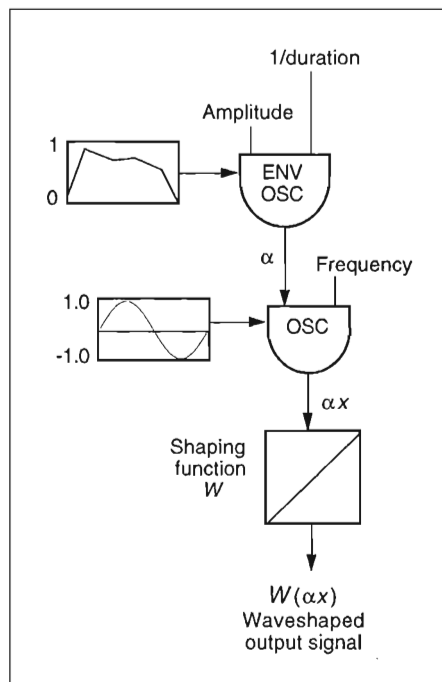 1/duration
Amplitude
1
0
ENV
OSC
α
Frequency
1.0
-1.0
OSC
αx
Shaping
function
W
W(αx)
Waveshaped
output signal